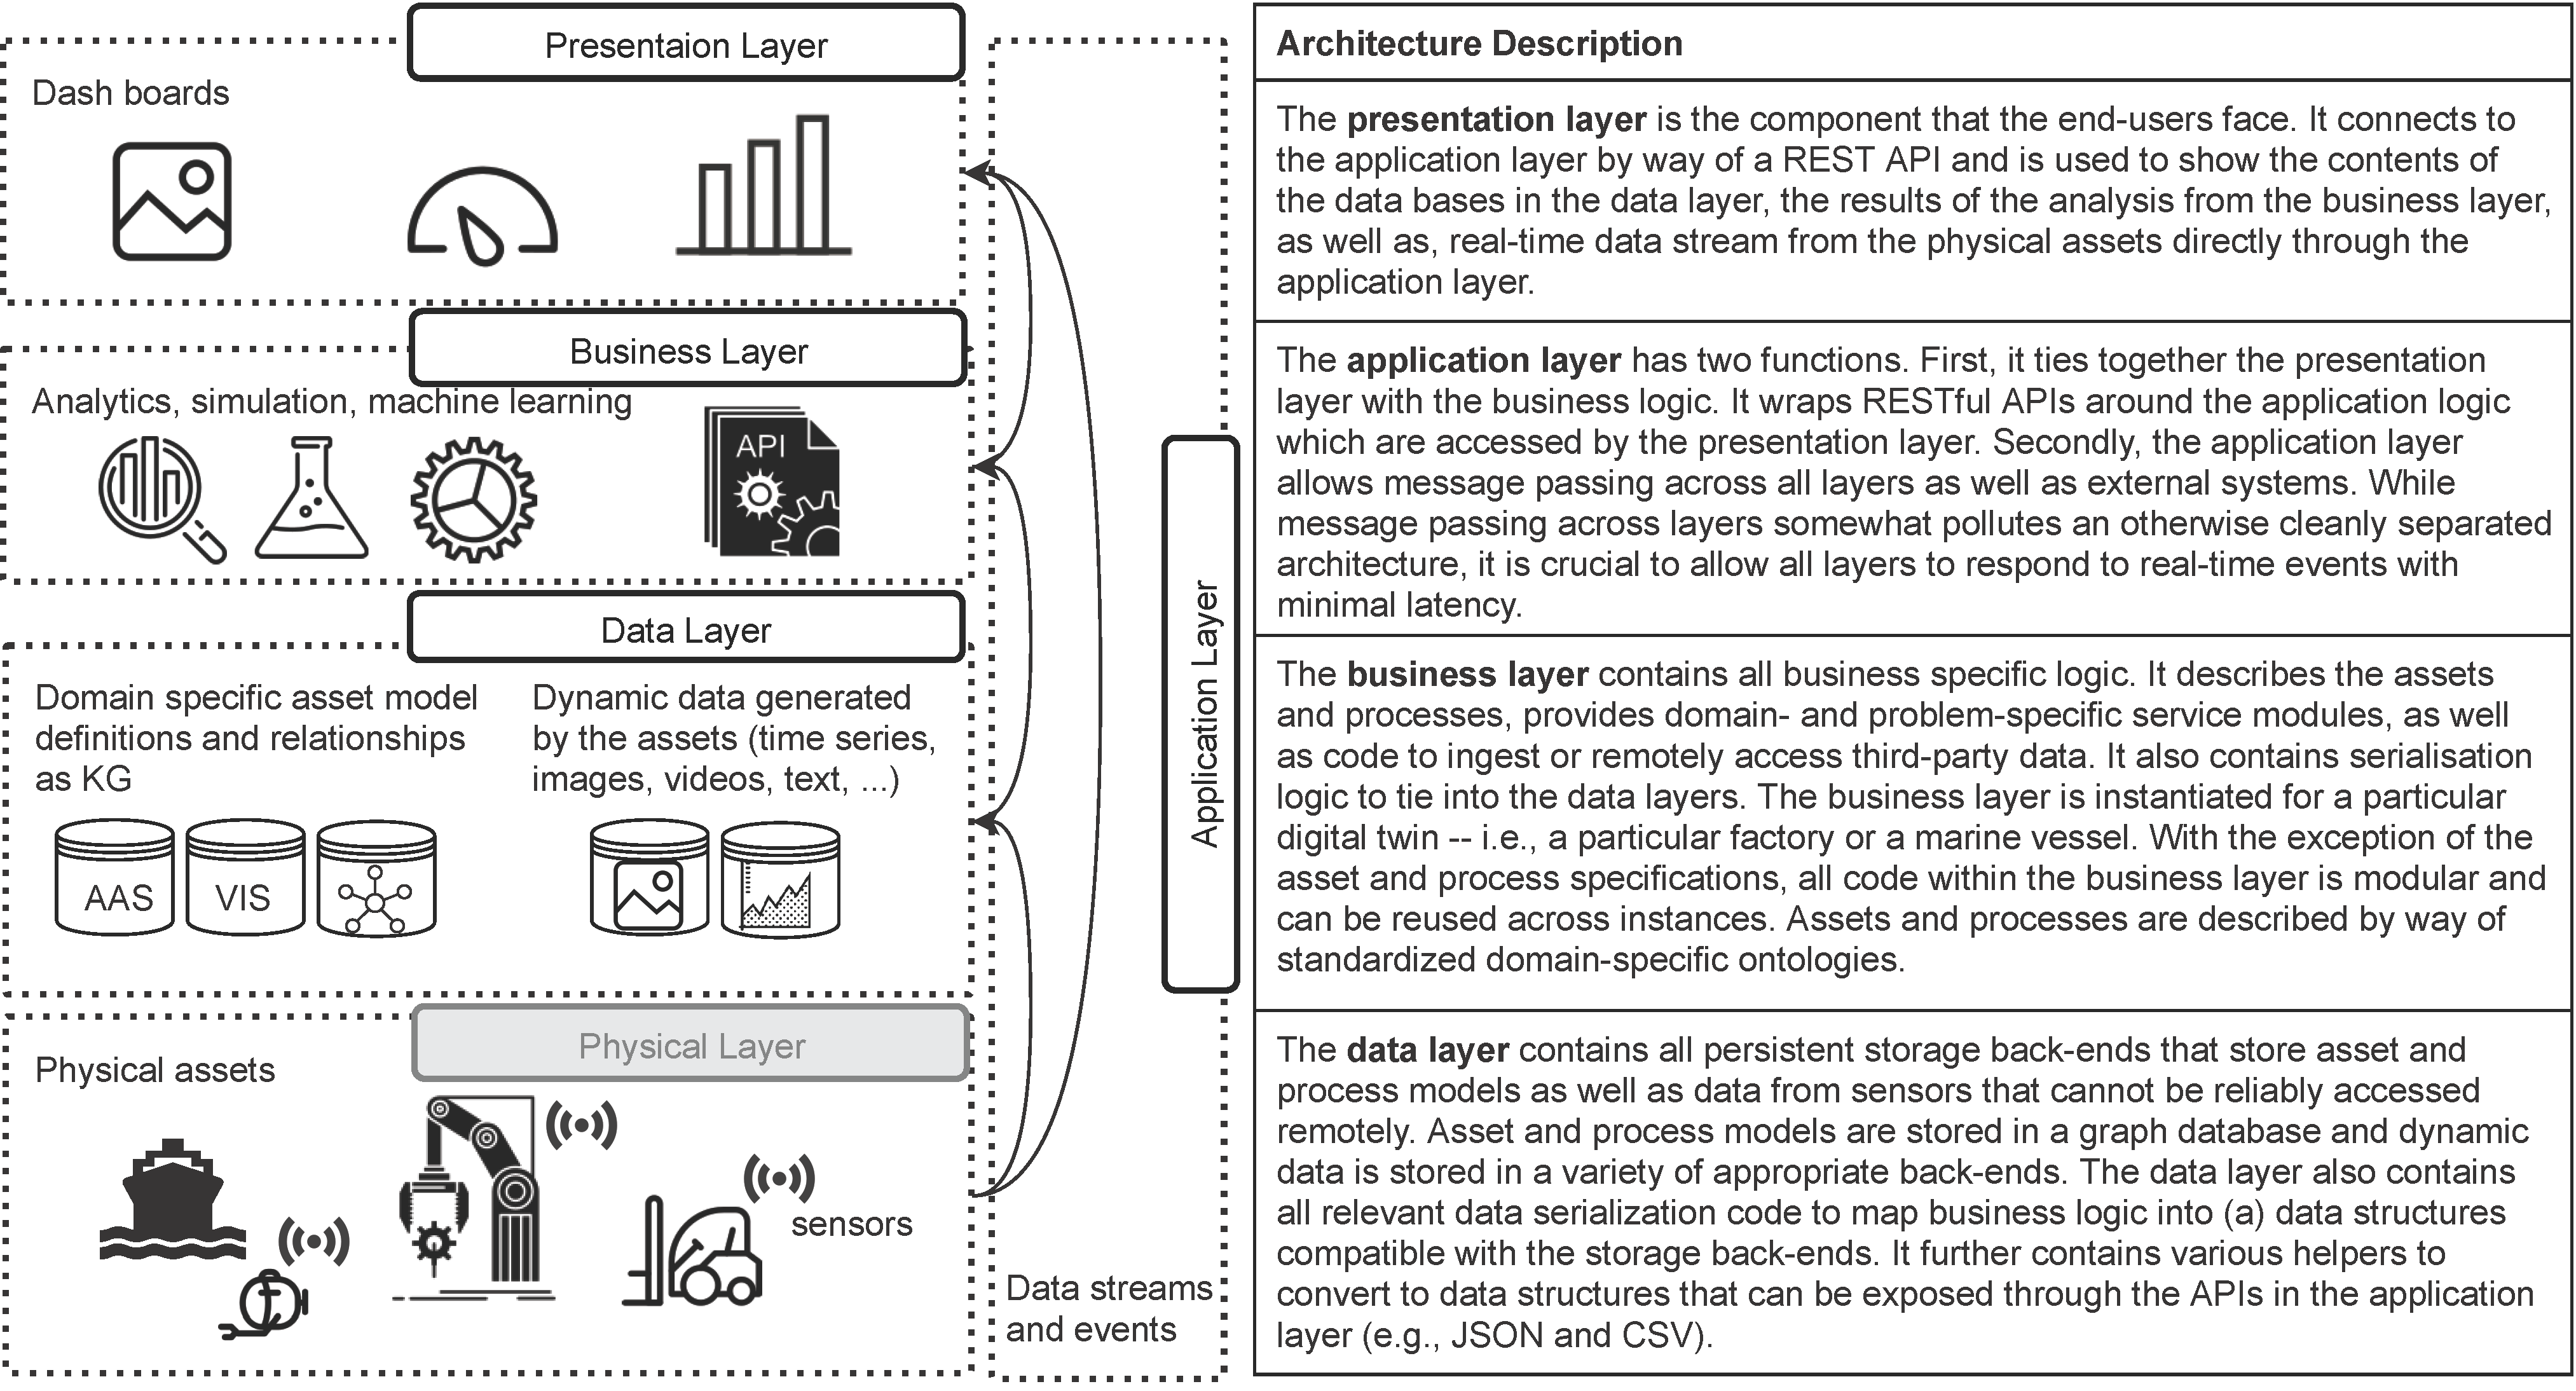 Presentaion Layer
Dash boards
Business Layer
Analytics, simulation, machine learning
API
Data Layer
Domain specific asset model
definitions and relationships
as KG
Dynamic data generated
by the assets (time series,
images, videos, text, ...)
AAS
VIS
Physical Layer
Physical assets
sensors
Application Layer
Data streams
and events
Architecture Description
The presentation layer is the component that the end-users face. It connects to
the application layer by way of a REST API and is used to show the contents of
the data bases in the data layer, the results of the analysis from the business layer,
as well as, real-time data stream from the physical assets directly through the
application layer.
The application layer has two functions. First, it ties together the presentation
layer with the business logic. It wraps RESTful APIs around the application logic
which are accessed by the presentation layer. Secondly, the application layer
allows message passing across all layers as well as external systems. While
message passing across layers somewhat pollutes an otherwise cleanly separated
architecture, it is crucial to allow all layers to respond to real-time events with
minimal latency.
The business layer contains all business specific logic. It describes the assets
and processes, provides domain- and problem-specific service modules, as well
as code to ingest or remotely access third-party data. It also contains serialisation
logic to tie into the data layers. The business layer is instantiated for a particular
digital twin -- i.e., a particular factory or a marine vessel. With the exception of the
asset and process specifications, all code within the business layer is modular and
can be reused across instances. Assets and processes are described by way of
standardized domain-specific ontologies.
The data layer contains all persistent storage back-ends that store asset and
process models as well as data from sensors that cannot be reliably accessed
remotely. Asset and process models are stored in a graph database and dynamic
data is stored in a variety of appropriate back-ends. The data layer also contains
all relevant data serialization code to map business logic into (a) data structures
compatible with the storage back-ends. It further contains various helpers to
convert to data structures that can be exposed through the APIs in the application
layer (e.g., JSON and CSV).